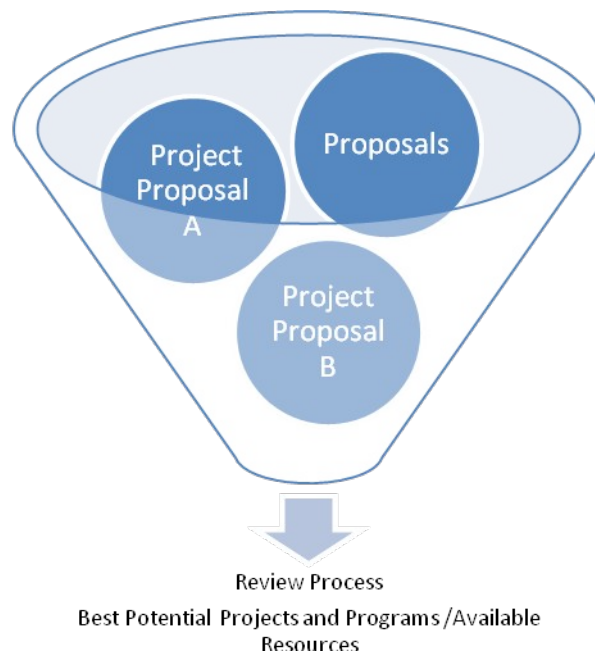 Project
Proposal
A
Proposals
Project
Proposal
B
Review Process
Best Potential Projects and Programs /Available
Resources